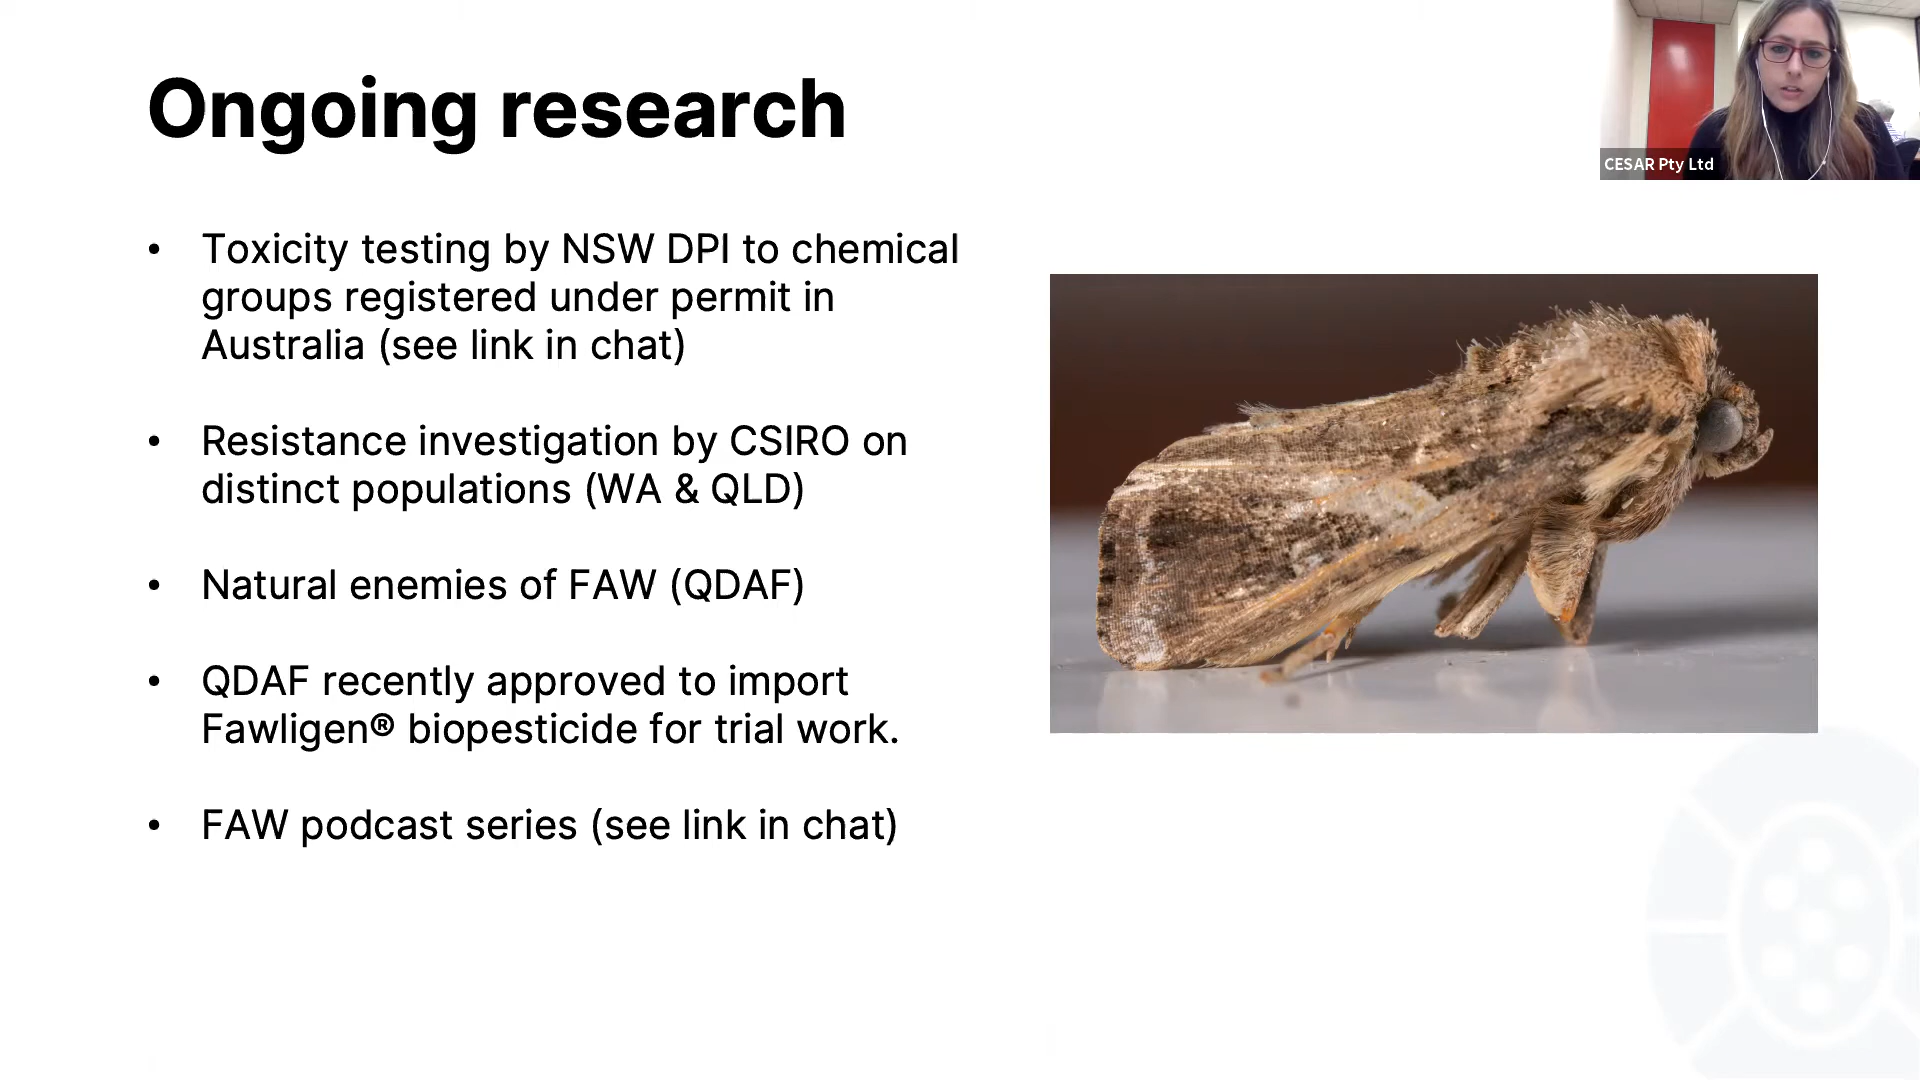 Ongoing research
CESAR Pty Ltd
• Toxicity testing by NSW DPI to chemical
groups registered under permit in
Australia (see link in chat)
• Resistance investigation by CSIRO on
distinct populations (WA & QLD)
• Natural enemies of FAW (QDAF)
• QDAF recently approved to import
Fawligen® biopesticide for trial work.
• FAW podcast series (see link in chat)